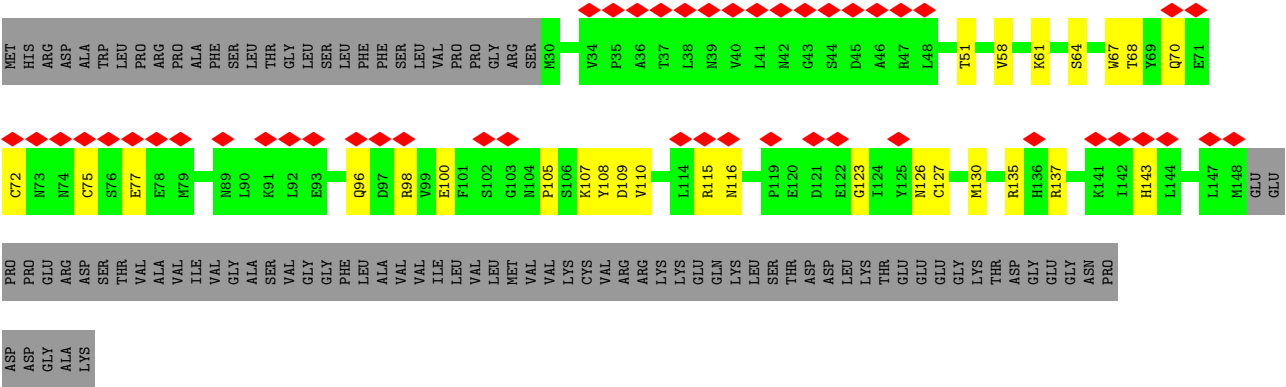 MET HIS ARG ASP ALA TRP LEU PRO ARG PRO ALA PHE SER LEU THR GLY LEU SER LEU PHE PHE SER LEU VAL PRO PRO GLY ARG SER M30 V34 P35 A36 T37 L38 N39 V40 L41 N42 G43 S44 D45 A46 R47 L48 T51 V58 K61 S64 W67 T68 Y69 Q70 E71
C72 N73 N74 C75 S76 E77 E78 M79 N89 L90 K91 L92 E93 Q96 D97 R98 V99 E100 F101 S102 G103 N104 P105 S106 K107 Y108 D109 V110 L114 R115 N116 P119 E120 D121 E122 G123 I124 Y125 N126 C127 M130 R135 H136 R137 K141 I142 H143 L144 L147 M148 GLU GLU
PRO PRO GLU ARG ASP SER THR VAL ALA VAL ILE VAL GLY ALA SER VAL GLY GLY PHE LEU ALA VAL VAL ILE LEU VAL LEU MET VAL VAL LYS CYS VAL ARG ARG LYS LYS GLU GLN LYS LEU SER THR ASP ASP LEU LYS THR GLU GLU GLU GLY LYS THR ASP GLY GLU GLY ASN PRO
ASP ASP GLY ALA LYS